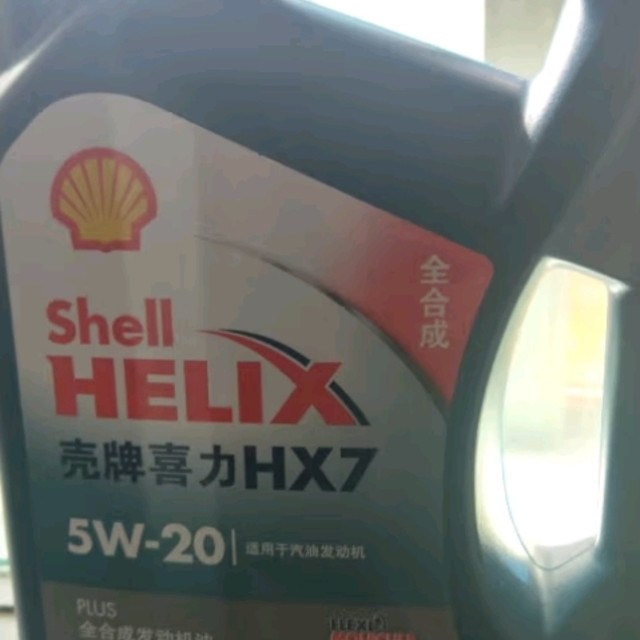 全合成
Shell
HELIX
壳牌喜力HX7
5W-20 适用于汽油发动机
PLUS
全合成发动机油